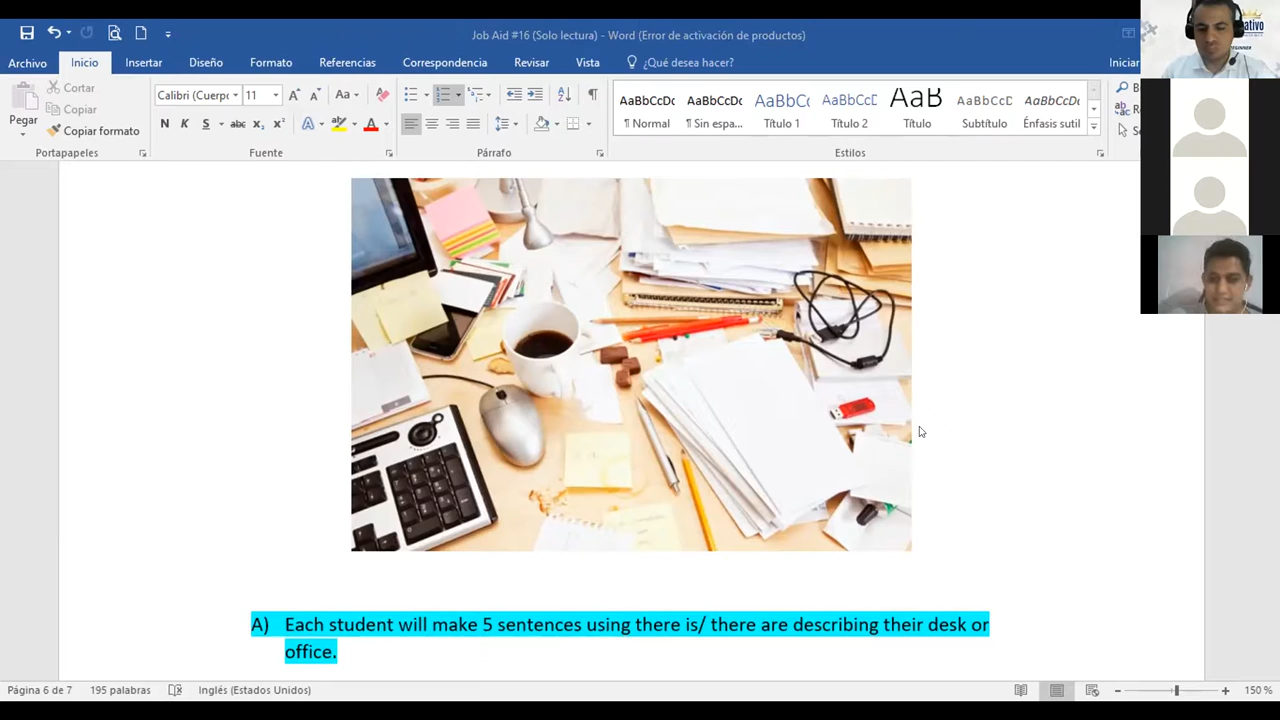 Job Aid #16 (Solo lectura) - Word (Error de activación de productos)
Archivo Inicio Insertar Diseño Formato Referencias Correspondencia Revisar Vista ¿Qué desea hacer? Iniciar
Pegar
Cortar
Copiar
Copiar formato
Portapapeles
Calibri (Cuerpo 11
N K S abc x₂ x²
Fuente
Párrafo
AaBbCcDc AaBbCcDc AaBbCc AaBbCcD AaB AaBbCcD AaBbCcDc
¶ Normal ¶ Sin espa... Título 1 Título 2 Título Subtítulo Énfasis sutil
Estilos
A) Each student will make 5 sentences using there is/ there are describing their desk or
office.
Página 6 de 7 195 palabras Inglés (Estados Unidos) 150 %